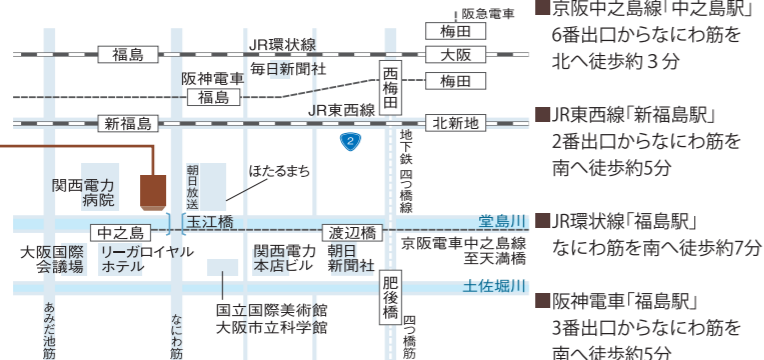 阪急電車
梅田
JR環状線
福島
大阪
毎日新聞社
阪神電車
西梅田
梅田
福島
JR東西線
新福島
北新地
2
地下鉄 四つ橋線
関西電力
病院
朝日放送
ほたるまち
玉江橋
堂島川
中之島
渡辺橋
京阪電車中之島線
至天満橋
大阪国際
会議場
リーガロイヤル
ホテル
関西電力
本店ビル
朝日
新聞社
土佐堀川
肥後橋
国立国際美術館
大阪市立科学館
あみだ池筋
なにわ筋
四つ橋筋
■京阪中之島線「中之島駅」
6番出口からなにわ筋を
北へ徒歩約3分
■JR東西線「新福島駅」
2番出口からなにわ筋を
南へ徒歩約5分
■JR環状線「福島駅」
なにわ筋を南へ徒歩約7分
■阪神電車「福島駅」
3番出口からなにわ筋を
南へ徒歩約5分